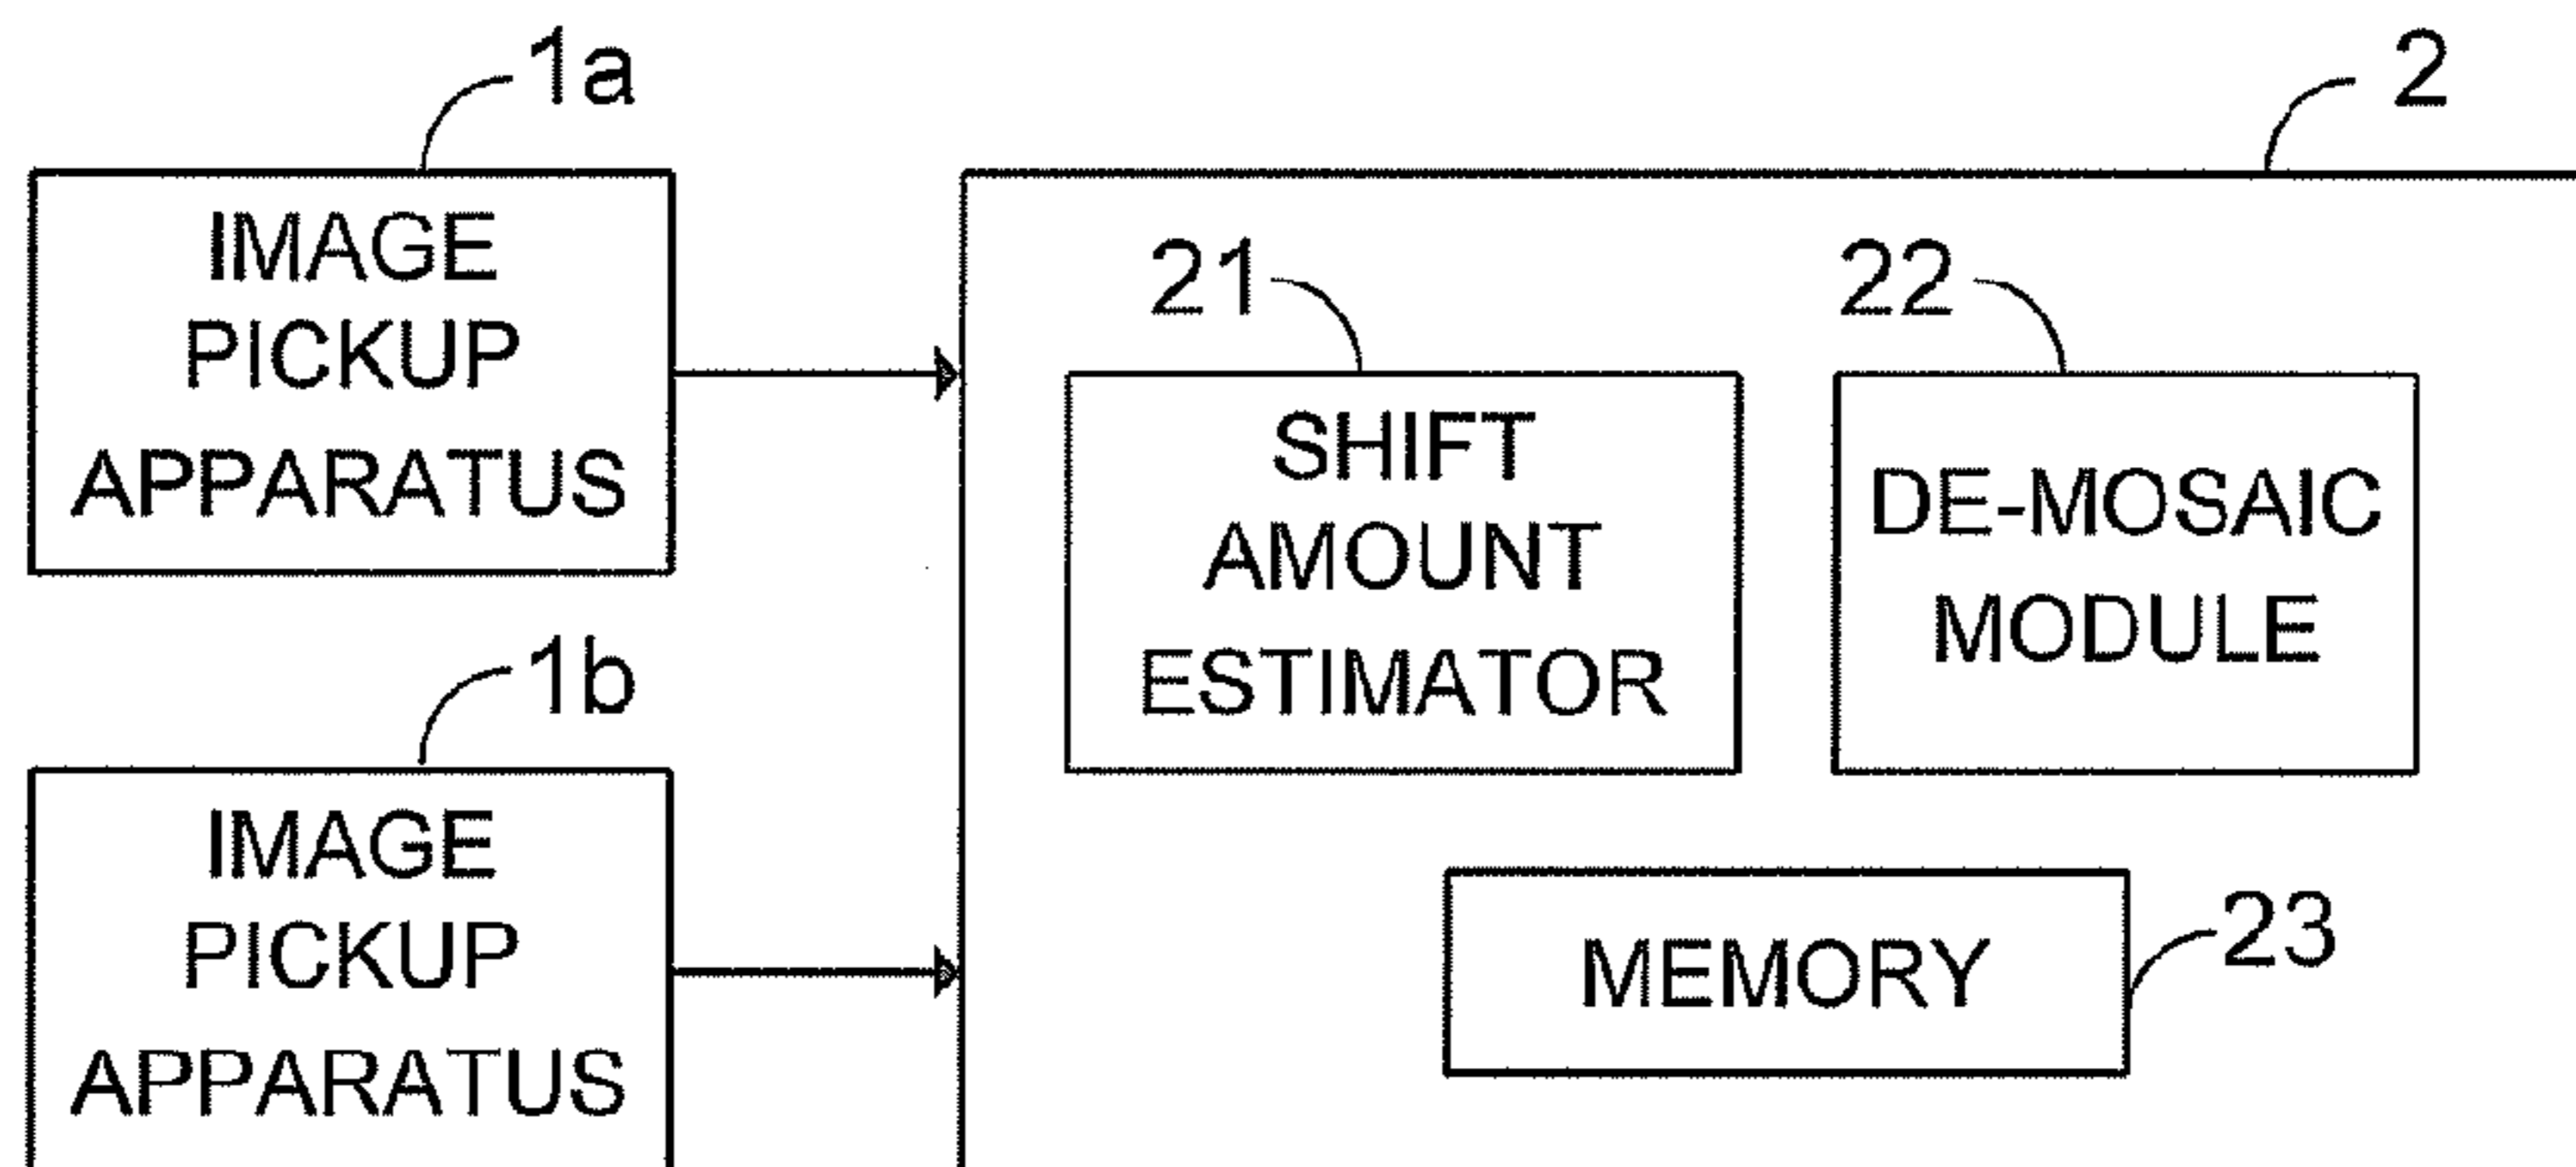 1a
2
IMAGE
PICKUP
APPARATUS
21
22
SHIFT
AMOUNT
ESTIMATOR
DE-MOSAIC
MODULE
1b
IMAGE
PICKUP
APPARATUS
MEMORY
23